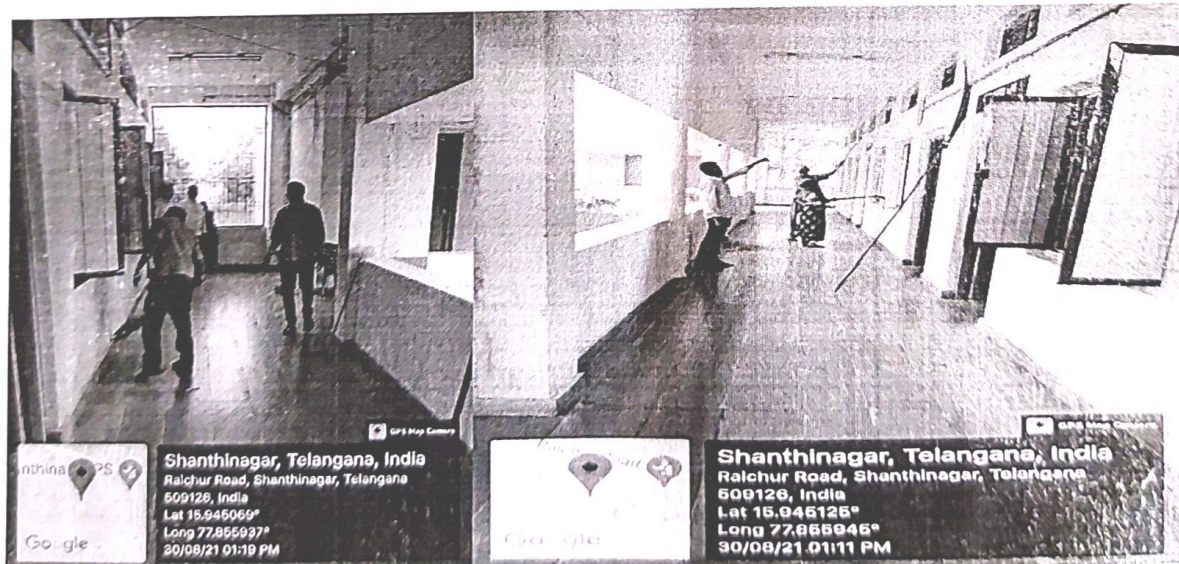 GPS Map Camera
Shanthinagar, Telangana, India
Raichur Road, Shanthinagar, Telangana
509126, India
Lat 15.945069°
Long 77.855937°
30/08/21 01:19 PM
Google
GPS Map Camera
Shanthinagar, Telangana, India
Raichur Road, Shanthinagar, Telangana
509126, India
Lat 15.945125°
Long 77.855945°
30/08/21 01:11 PM
Google